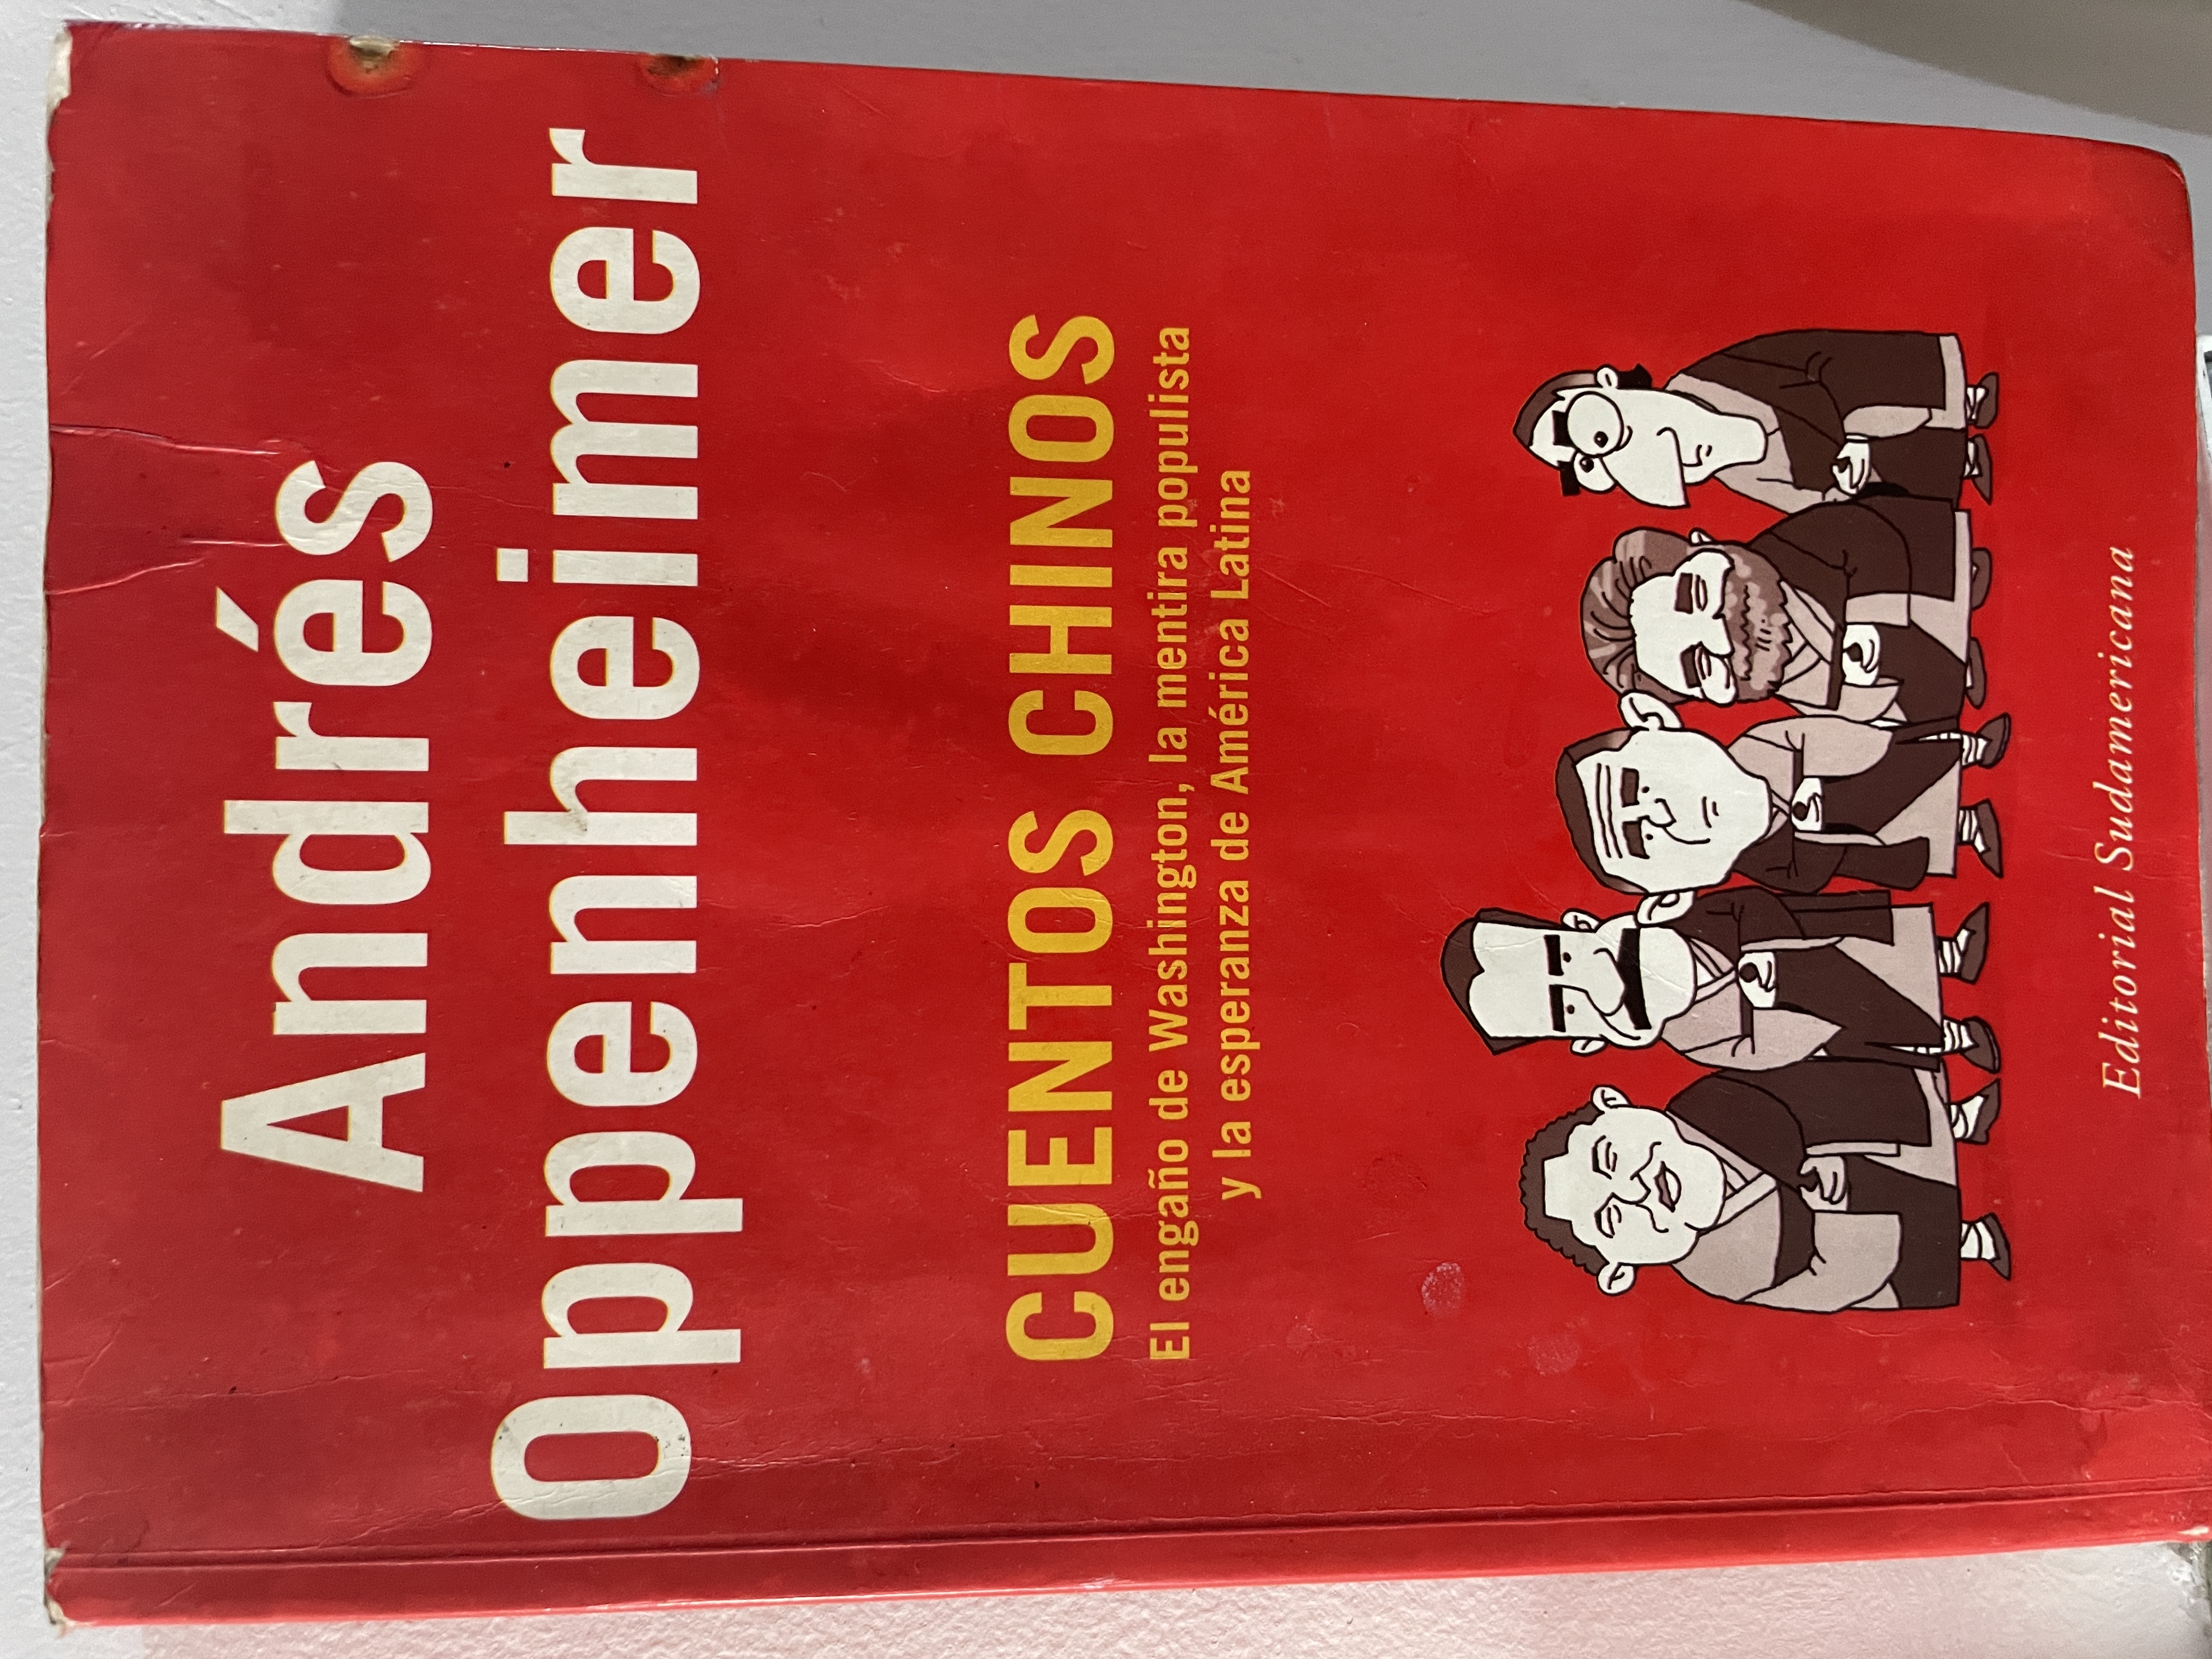 Andrés
Oppenheimer
CUENTOS CHINOS
El engaño de Washington, la mentira populista
y la esperanza de América Latina
Editorial Sudamericana